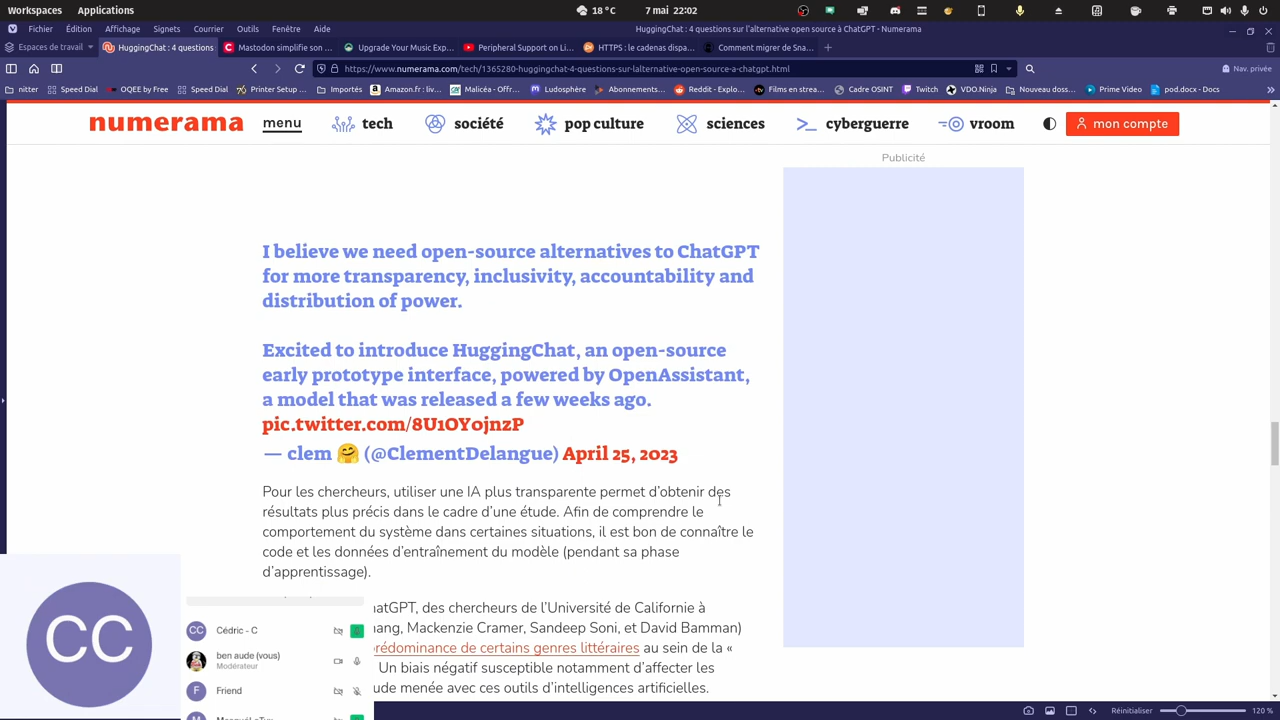 Workspaces
Fichier Édition Affichage Signets Courrier Outils Fenêtre Aide
HuggingChat : 4 questions sur l'alternative open source à ChatGPT - Numerama
Espaces de travail
HuggingChat : 4 questions
Mastodon simplifie son ...
Upgrade Your Music Exp...
Peripheral Support on Li...
HTTPS : le cadenas dispa...
Comment migrer de Sna...
https://www.numerama.com/tech/1365280-huggingchat-4-questions-sur-lalternative-open-source-a-chatgpt.html
Nav. privée
nitter
Speed Dial
OQEE by Free
Speed Dial
Printer Setup ...
Importés
Amazon.fr : livr...
Malicéa - Offr...
Ludosphère
Abonnements...
Reddit - Explo...
Films en strea...
Cadre OSINT
Twitch
VDO.Ninja
Nouveau doss...
Prime Video
pod.docx - Docs
numerama
menu
tech
société
pop culture
sciences
cyberguerre
vroom
mon compte
Publicité
I believe we need open-source alternatives to ChatGPT
for more transparency, inclusivity, accountability and
distribution of power.
Excited to introduce HuggingChat, an open-source
early prototype interface, powered by OpenAssistant,
a model that was released a few weeks ago.
pic.twitter.com/8U1OY0jnzP
— clem 🤗 (@ClementDelangue) April 25, 2023
Pour les chercheurs, utiliser une IA plus transparente permet d'obtenir des
résultats plus précis dans le cadre d'une étude. Afin de comprendre le
comportement du système dans certaines situations, il est bon de connaître le
code et les données d'entraînement du modèle (pendant sa phase
d'apprentissage).
hatGPT, des chercheurs de l'Université de Californie à
hang, Mackenzie Cramer, Sandeep Soni, et David Bamman)
rédominance de certains genres littéraires au sein de la «
Un biais négatif susceptible notamment d'affecter les
ude menée avec ces outils d'intelligences artificielles.
CC
CC
Cédric - C
ben aude (vous)
Modérateur
F
Friend
Réinitialiser
120 %